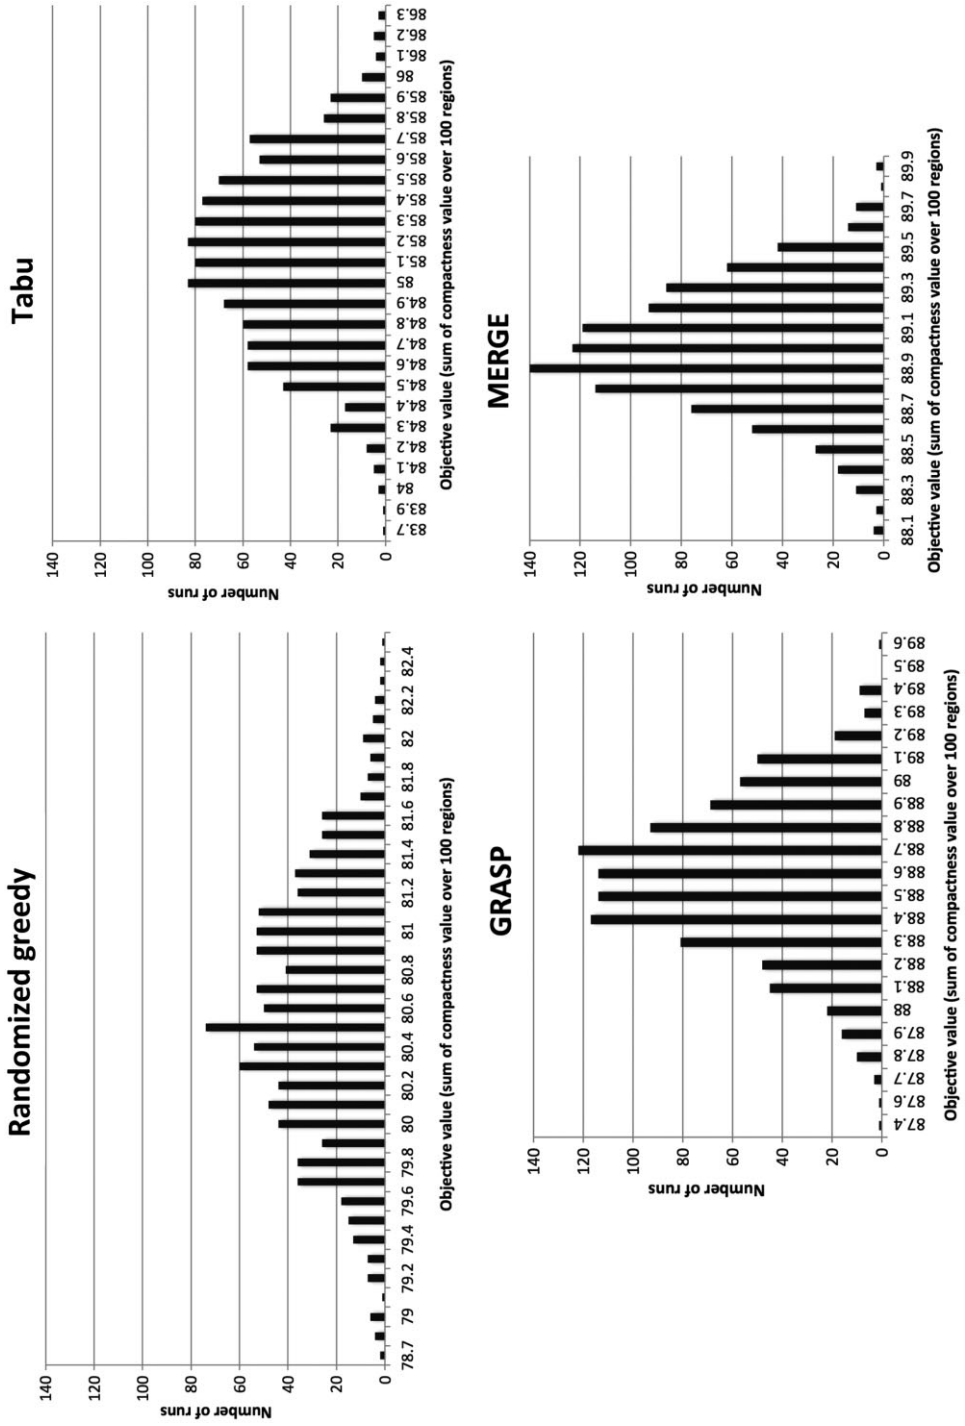 Randomized greedy
Number of runs
140
120
100
80
60
40
20
0
78.7 79 79.2 79.4 79.6 79.8 80 80.2 80.4 80.6 80.8 81 81.2 81.4 81.6 81.8 82 82.2 82.4
Objective value (sum of compactness value over 100 regions)
Tabu
Number of runs
140
120
100
80
60
40
20
0
83.7 83.9 84 84.1 84.2 84.3 84.4 84.5 84.6 84.7 84.8 84.9 85 85.1 85.2 85.3 85.4 85.5 85.6 85.7 85.8 85.9 86 86.1 86.2 86.3
Objective value (sum of compactness value over 100 regions)
GRASP
Number of runs
140
120
100
80
60
40
20
0
87.4 87.6 87.7 87.8 87.9 88 88.1 88.2 88.3 88.4 88.5 88.6 88.7 88.8 88.9 89 89.1 89.2 89.3 89.4 89.5 89.6
Objective value (sum of compactness value over 100 regions)
MERGE
Number of runs
140
120
100
80
60
40
20
0
88.1 88.3 88.5 88.7 88.9 89.1 89.3 89.5 89.7 89.9
Objective value (sum of compactness value over 100 regions)